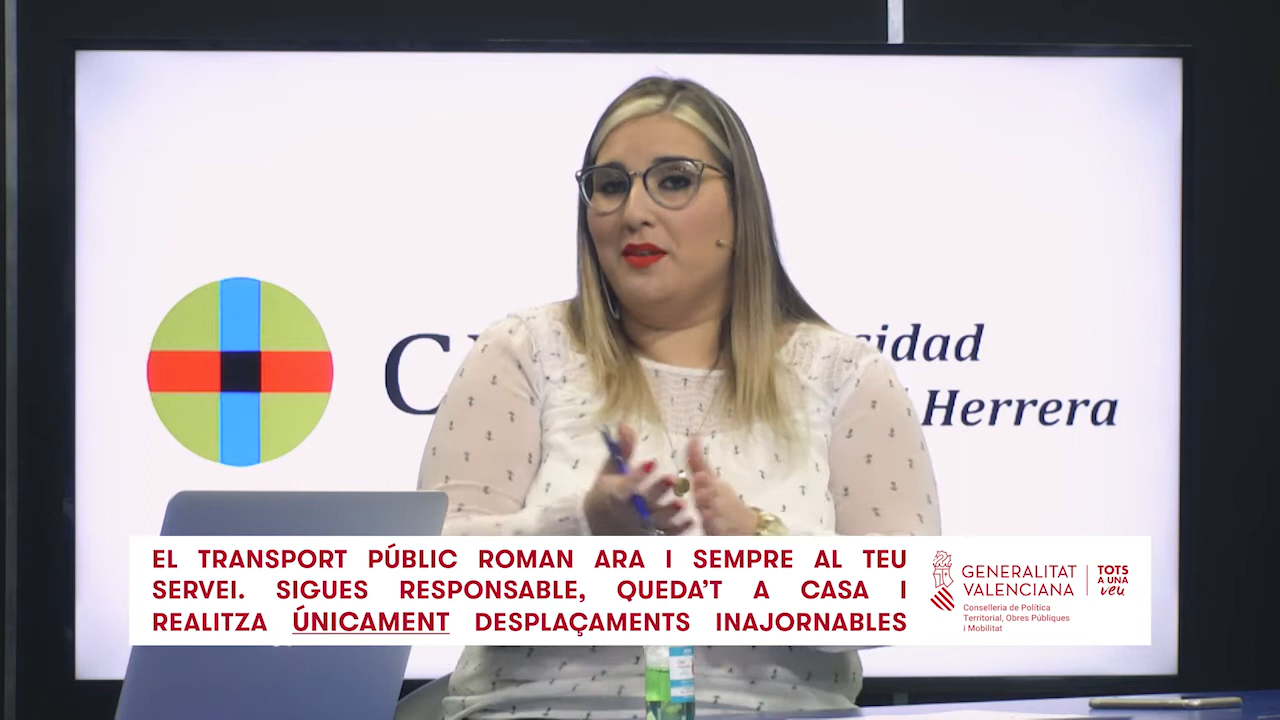 sidad
Herrera
EL TRANSPORT PÚBLIC ROMAN ARA I SEMPRE AL TEU
SERVEI. SIGUES RESPONSABLE, QUEDA'T A CASA I
REALITZA ÚNICAMENT DESPLAÇAMENTS INAJORNABLES
GENERALITAT
VALENCIANA
Conselleria de Política
Territorial, Obres Públiques
i Mobilitat
TOTS
A UNA
veu